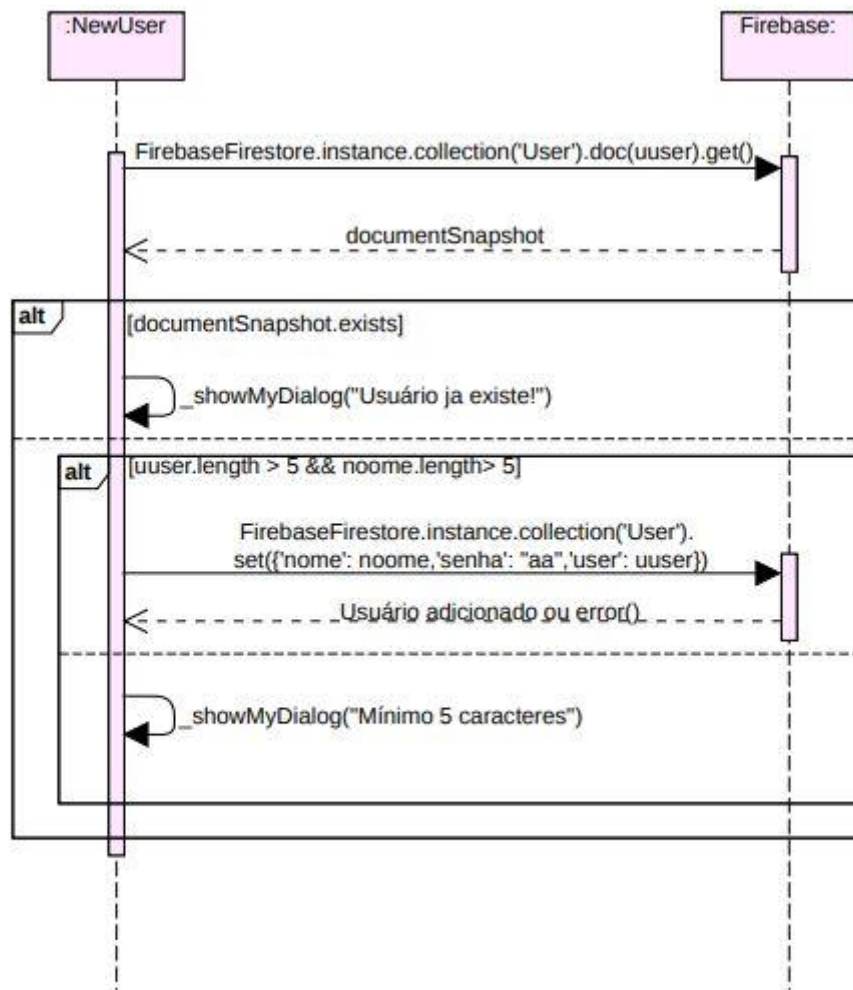 :NewUser
Firebase:
FirebaseFirestore.instance.collection('User').doc(uuser).get()
documentSnapshot
alt
[documentSnapshot.exists]
_showMyDialog("Usuário ja existe!")
alt
[uuser.length > 5 && noome.length> 5]
FirebaseFirestore.instance.collection('User').
set({'nome': noome,'senha': "aa",'user': uuser})
Usuário adicionado ou error()
_showMyDialog("Mínimo 5 caracteres")